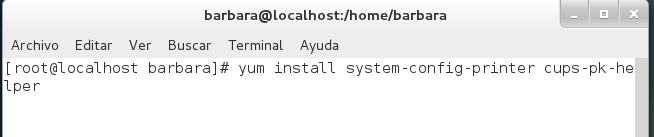 barbara@localhost:/home/barbara
Archivo Editar Ver Buscar Terminal Ayuda
[root@localhost barbara]# yum install system-config-printer cups-pk-he
lper